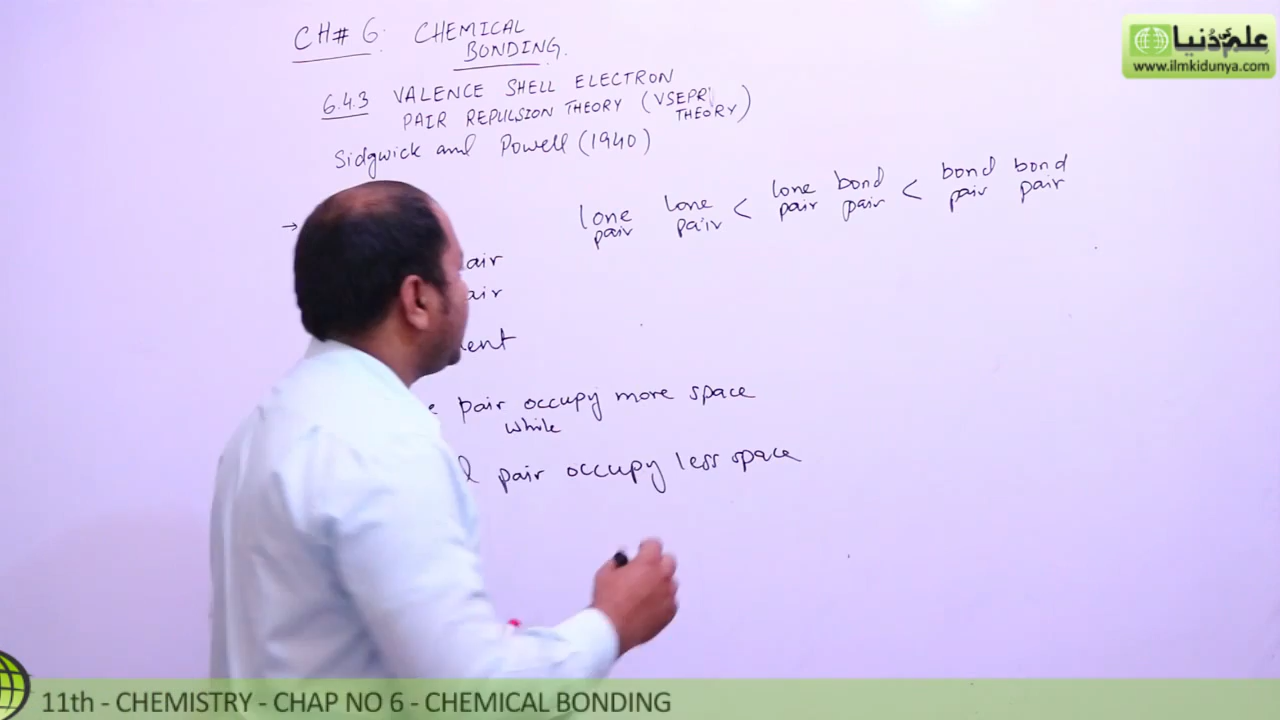 CH# 6. CHEMICAL
BONDING.
6.4.3 VALENCE SHELL ELECTRON
PAIR REPULSION THEORY (VSEPR
THEORY)
Sidgwick and Powell (1940)
→
lone lone < lone bond < bond bond
pair pair pair pair pair pair
air
air
ent
pair occupy more space
while
pair occupy less space
علم کی دنیا
www.ilmkidunya.com
11th - CHEMISTRY - CHAP NO 6 - CHEMICAL BONDING